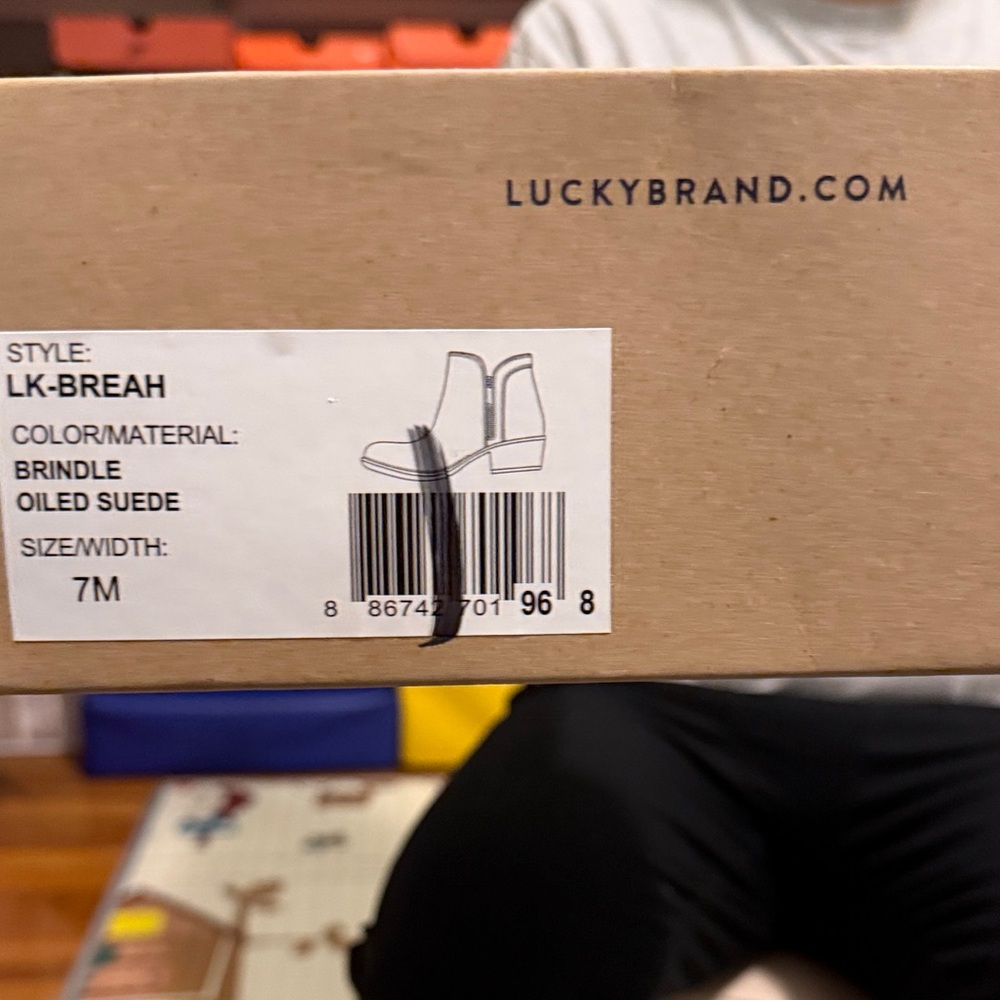 LUCKYBRAND.COM
STYLE:
LK-BREAH
COLOR/MATERIAL:
BRINDLE
OILED SUEDE
SIZE/WIDTH:
7M
8 86742 701 96 8